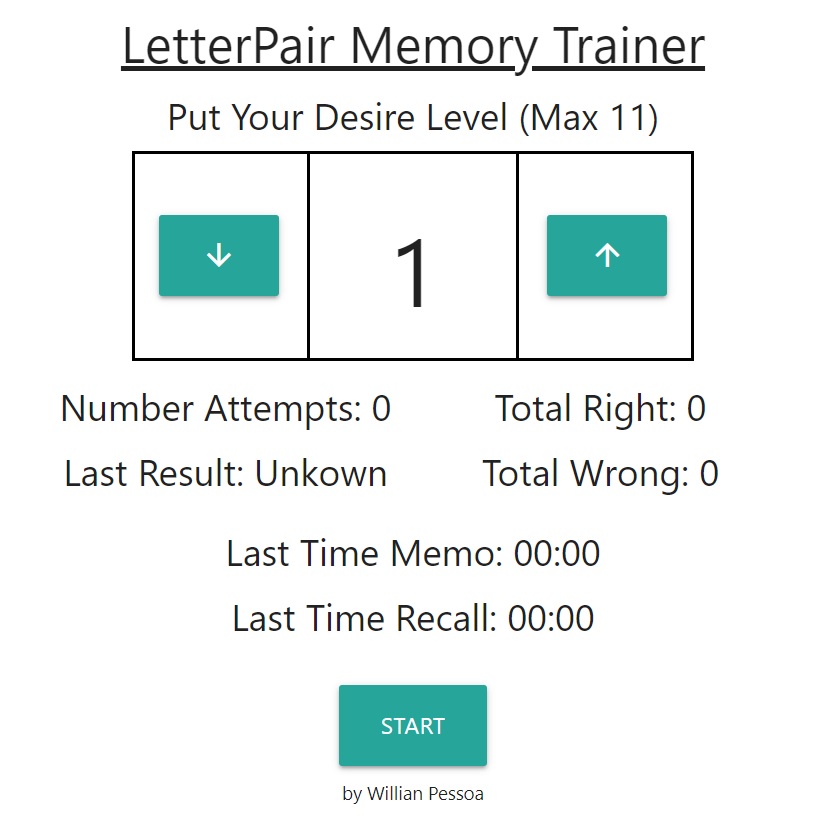 LetterPair Memory Trainer
Put Your Desire Level (Max 11)
1
Number Attempts: 0
Total Right: 0
Last Result: Unkown
Total Wrong: 0
Last Time Memo: 00:00
Last Time Recall: 00:00
START
by Willian Pessoa